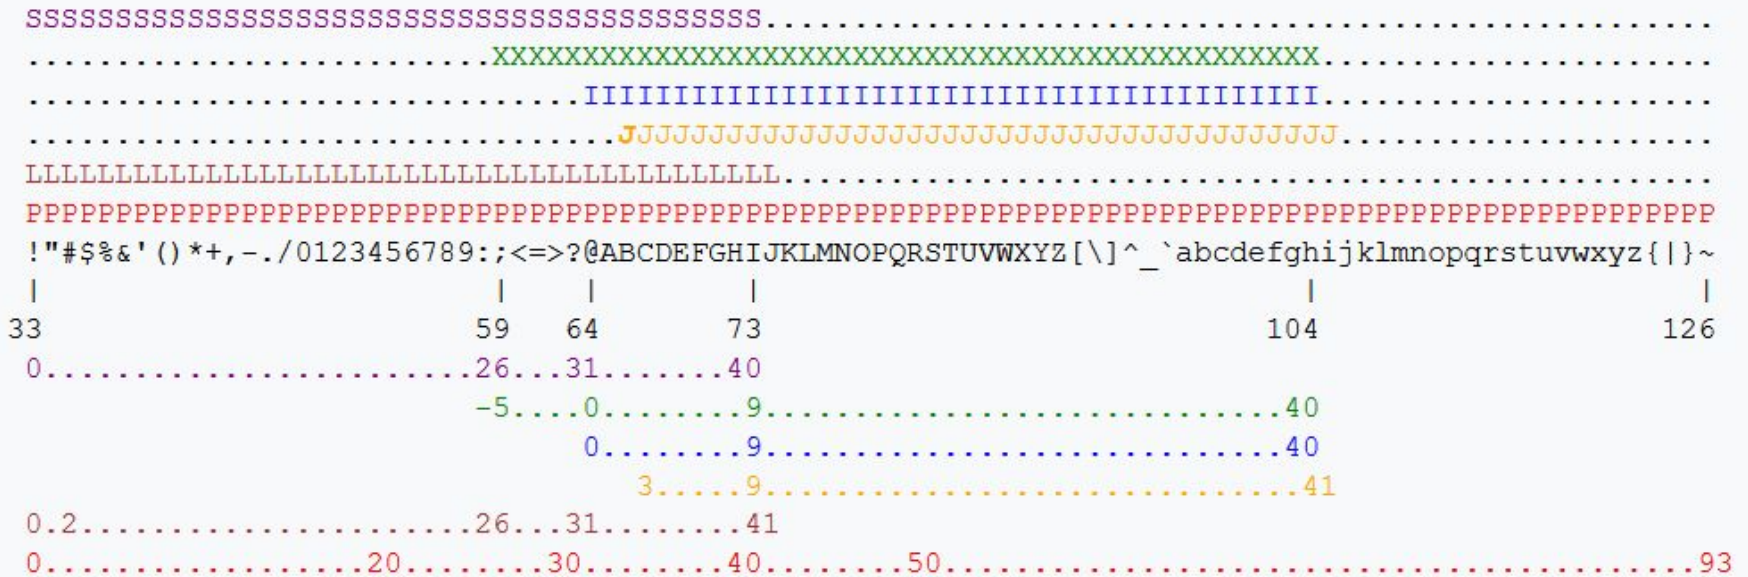 SSSSSSSSSSSSSSSSSSSSSSSSSSSSSSSSSSSSSSSSS.....................................................
..........................XXXXXXXXXXXXXXXXXXXXXXXXXXXXXXXXXXXXXXXXXXXXXX......................
...............................IIIIIIIIIIIIIIIIIIIIIIIIIIIIIIIIIIIIIIIII......................
.................................JJJJJJJJJJJJJJJJJJJJJJJJJJJJJJJJJJJJJJJJ.....................
LLLLLLLLLLLLLLLLLLLLLLLLLLLLLLLLLLLLLLLLLL....................................................
PPPPPPPPPPPPPPPPPPPPPPPPPPPPPPPPPPPPPPPPPPPPPPPPPPPPPPPPPPPPPPPPPPPPPPPPPPPPPPPPPPPPPPPPPPPPPP
!"#$%&'()*+,-./0123456789:;<=>?@ABCDEFGHIJKLMNOPQRSTUVWXYZ[\]^_`abcdefghijklmnopqrstuvwxyz{|}~
|                         |    |        |                              |                     |
33                        59   64       73                            104                   126
0........................26...31.......40
-5....0........9.............................40
0........9.............................40
3.....9..............................41
0.2......................26...31........41
0..................20........30........40........50..........................................93